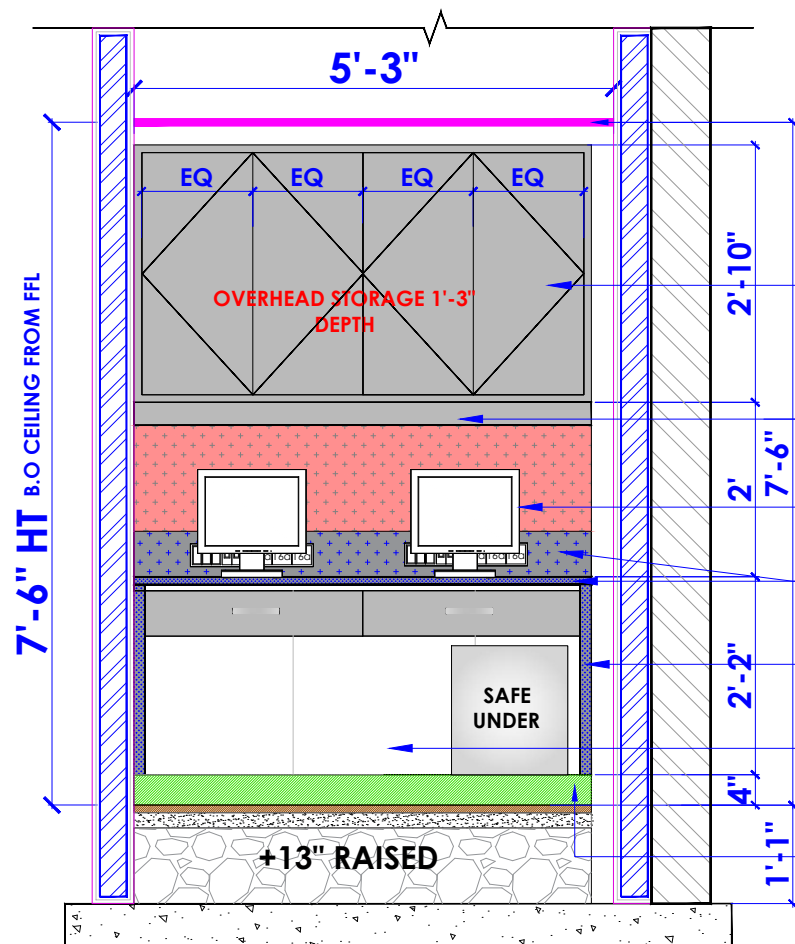 5'-3"
EQ EQ EQ EQ
OVERHEAD STORAGE 1'-3"
DEPTH
7'-6" HT B.O CEILING FROM FFL
2'-10"
2'
7'-6"
2'-2"
SAFE
UNDER
4"
1'-1"
+13" RAISED